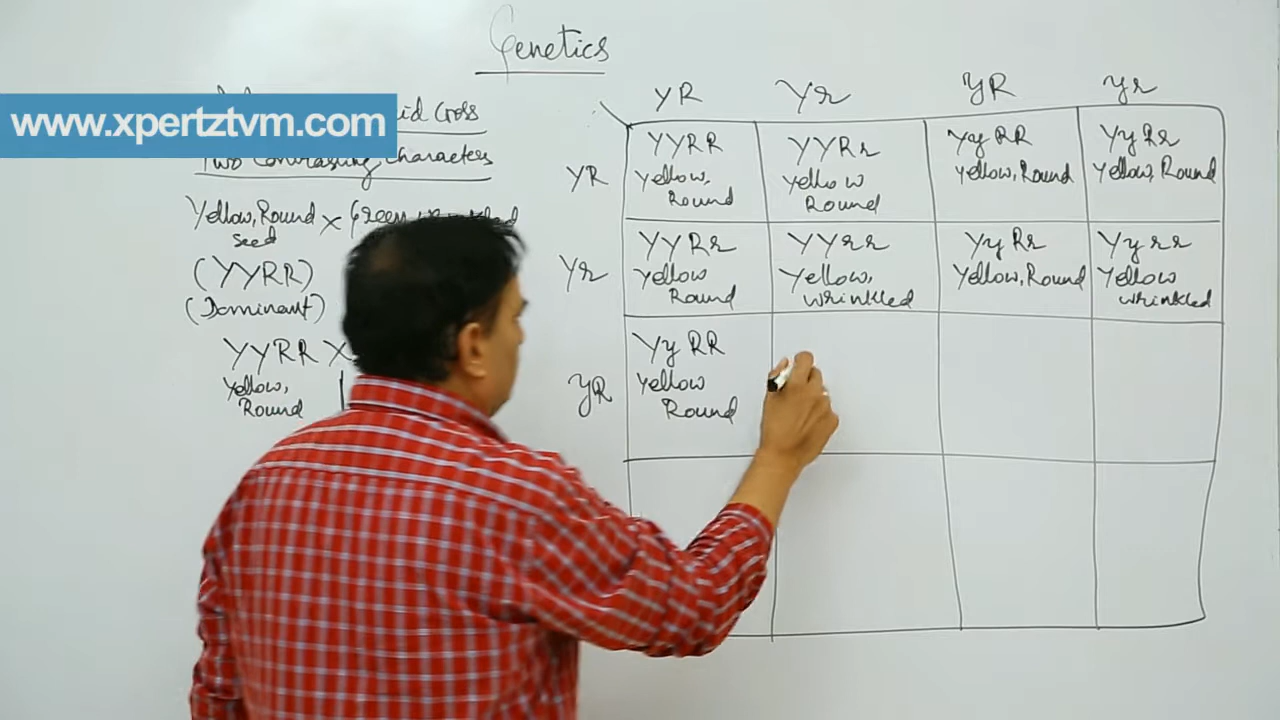 Genetics
www.xpertztvm.com
Cross
Two Contrasting Characters
Yellow, Round X Green
seed
(YYRR)
(Dominant)
YYRR X
Yellow,
Round
YR Yr yR yr
YR
YYRR
Yellow,
Round
YYRr
Yellow
Round
YyRR
Yellow, Round
YyRr
Yellow, Round
Yr
YYRr
Yellow
Round
YYrr
Yellow,
wrinkled
YyRr
Yellow, Round
Yyrr
Yellow
wrinkled
yR
YyRR
Yellow
Round